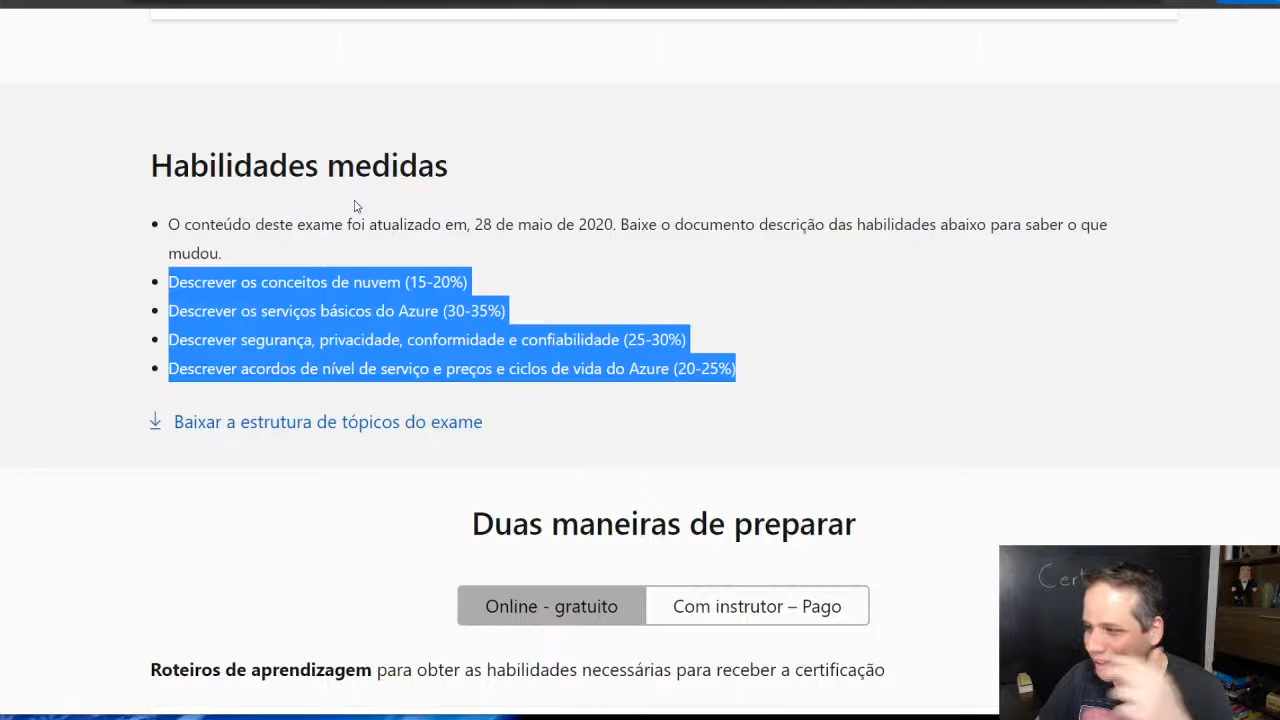 Habilidades medidas
O conteúdo deste exame foi atualizado em, 28 de maio de 2020. Baixe o documento descrição das habilidades abaixo para saber o que
mudou.
Descrever os conceitos de nuvem (15-20%)
Descrever os serviços básicos do Azure (30-35%)
Descrever segurança, privacidade, conformidade e confiabilidade (25-30%)
Descrever acordos de nível de serviço e preços e ciclos de vida do Azure (20-25%)
Baixar a estrutura de tópicos do exame
Duas maneiras de preparar
Online - gratuito
Com instrutor – Pago
Roteiros de aprendizagem para obter as habilidades necessárias para receber a certificação